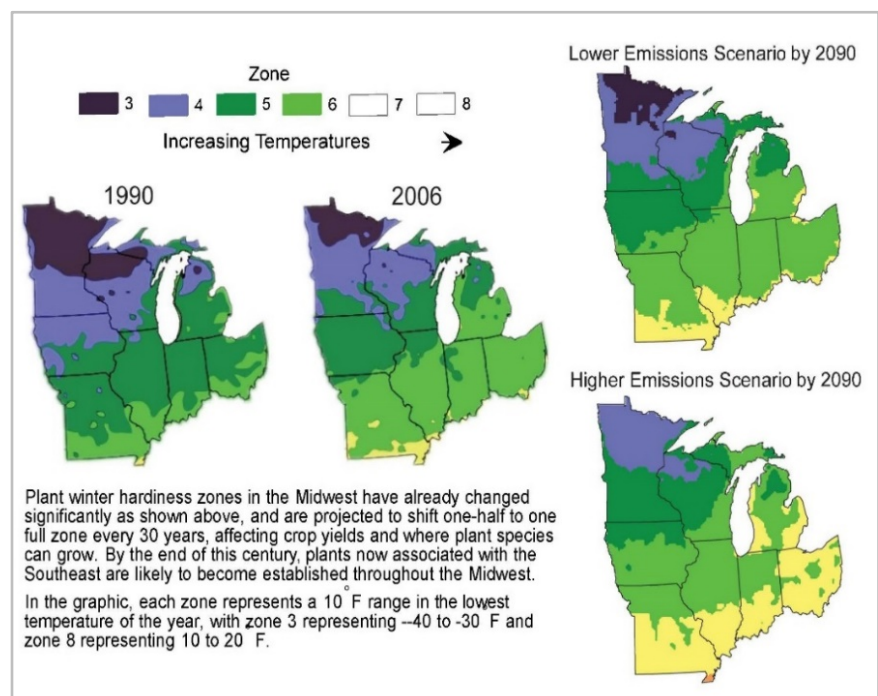 Zone
3 4 5 6 7 8
Increasing Temperatures
1990
2006
Lower Emissions Scenario by 2090
Higher Emissions Scenario by 2090
Plant winter hardiness zones in the Midwest have already changed
significantly as shown above, and are projected to shift one-half to one
full zone every 30 years, affecting crop yields and where plant species
can grow. By the end of this century, plants now associated with the
Southeast are likely to become established throughout the Midwest.
In the graphic, each zone represents a 10°F range in the lowest
temperature of the year, with zone 3 representing --40 to -30 F and
zone 8 representing 10 to 20 F.